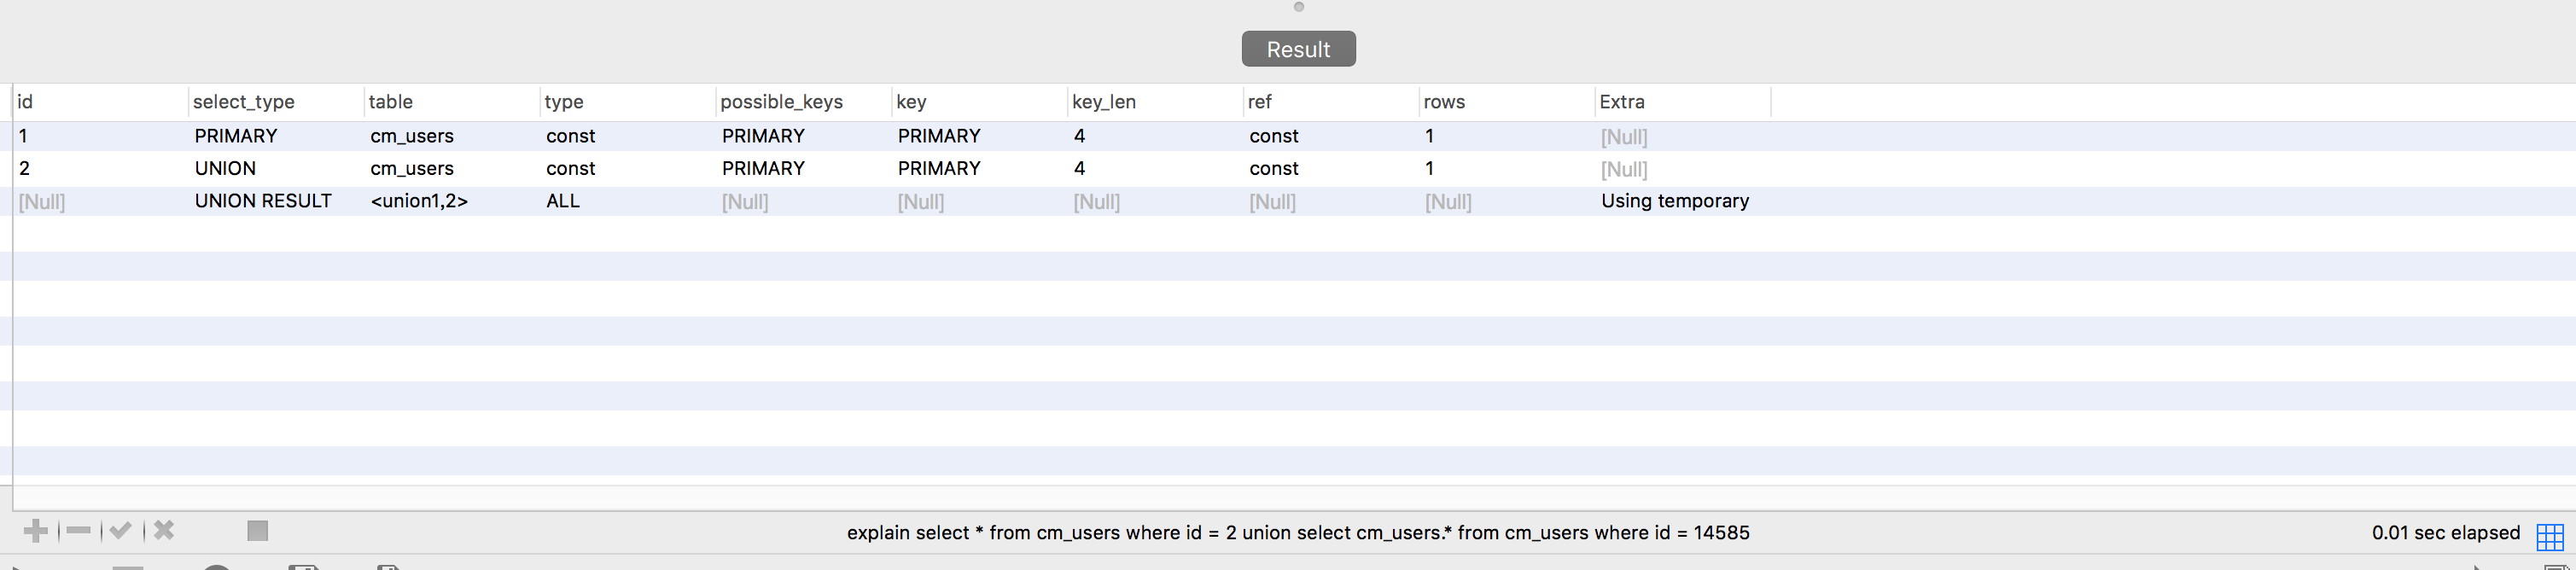 Result
id select_type table type possible_keys key key_len ref rows Extra
1 PRIMARY cm_users const PRIMARY PRIMARY 4 const 1 [Null]
2 UNION cm_users const PRIMARY PRIMARY 4 const 1 [Null]
[Null] UNION RESULT <union1,2> ALL [Null] [Null] [Null] [Null] [Null] Using temporary
explain select * from cm_users where id = 2 union select cm_users.* from cm_users where id = 14585 0.01 sec elapsed